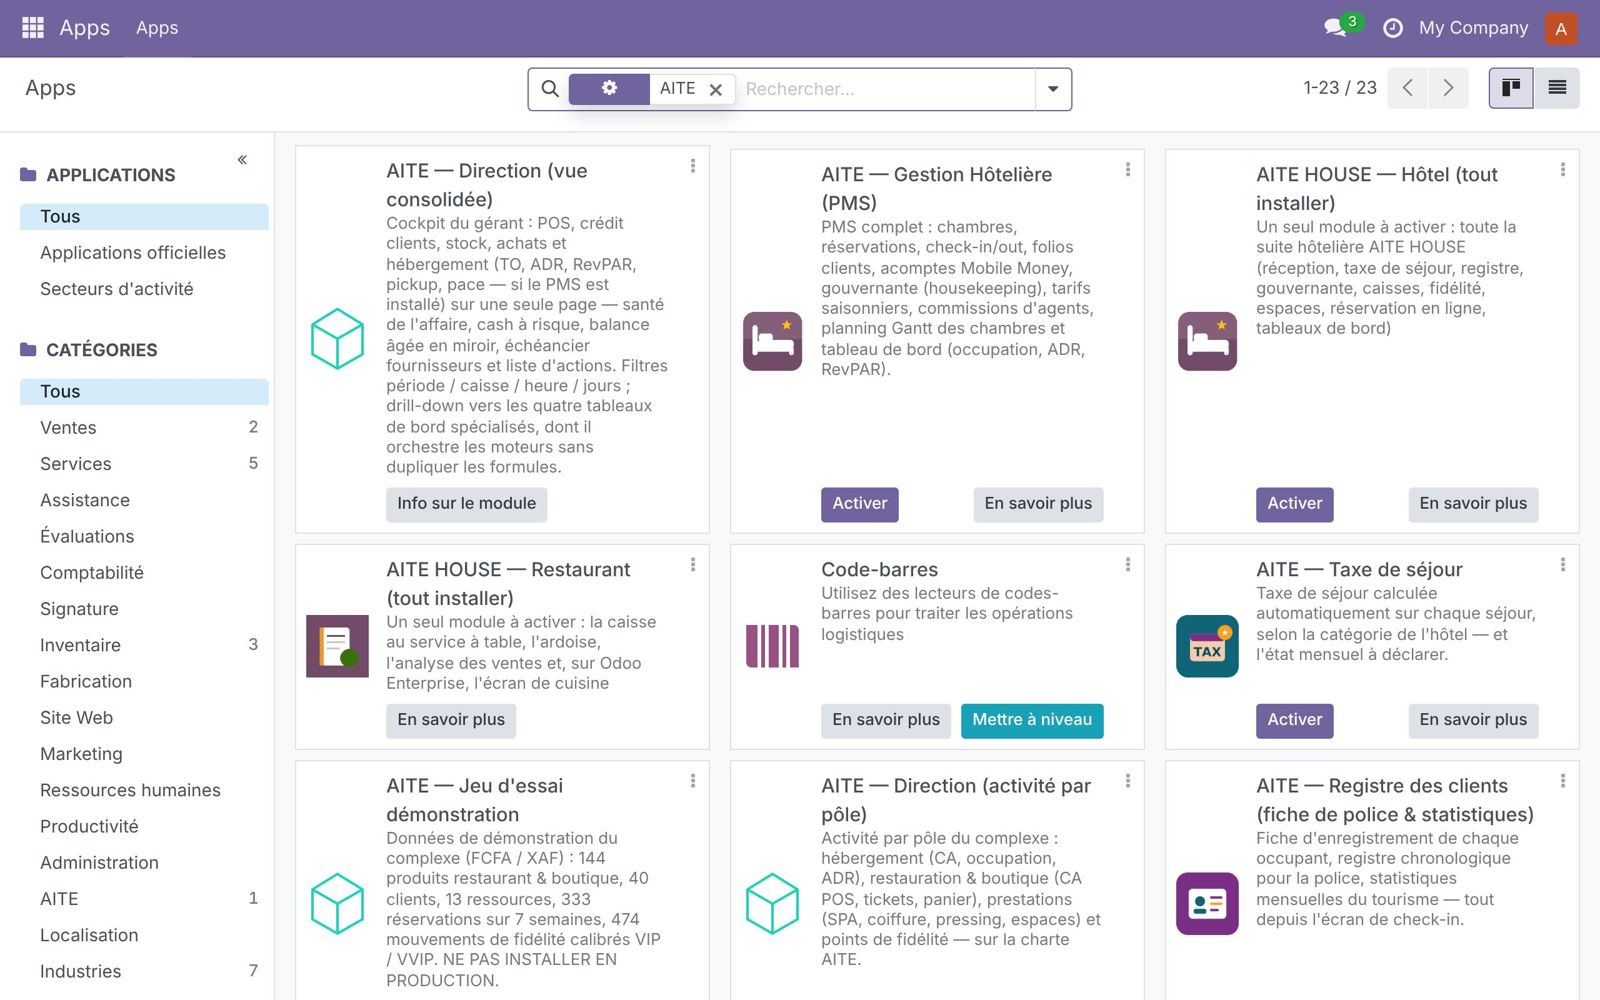 Apps
Apps
3
My Company
A
Apps
AITE
Rechercher...
1-23 / 23
APPLICATIONS
Tous
Applications officielles
Secteurs d'activité
CATÉGORIES
Tous
Ventes 2
Services 5
Assistance
Évaluations
Comptabilité
Signature
Inventaire 3
Fabrication
Site Web
Marketing
Ressources humaines
Productivité
Administration
AITE 1
Localisation
Industries 7
AITE — Direction (vue
consolidée)
Cockpit du gérant : POS, crédit
clients, stock, achats et
hébergement (TO, ADR, RevPAR,
pickup, pace — si le PMS est
installé) sur une seule page — santé
de l'affaire, cash à risque, balance
âgée en miroir, échéancier
fournisseurs et liste d'actions. Filtres
période / caisse / heure / jours ;
drill-down vers les quatre tableaux
de bord spécialisés, dont il
orchestre les moteurs sans
dupliquer les formules.
Info sur le module
AITE — Gestion Hôtelière
(PMS)
PMS complet : chambres,
réservations, check-in/out, folios
clients, acomptes Mobile Money,
gouvernante (housekeeping), tarifs
saisonniers, commissions d'agents,
planning Gantt des chambres et
tableau de bord (occupation, ADR,
RevPAR).
Activer
En savoir plus
AITE HOUSE — Hôtel (tout
installer)
Un seul module à activer : toute la
suite hôtelière AITE HOUSE
(réception, taxe de séjour, registre,
gouvernante, caisses, fidélité,
espaces, réservation en ligne,
tableaux de bord)
Activer
En savoir plus
AITE HOUSE — Restaurant
(tout installer)
Un seul module à activer : la caisse
au service à table, l'ardoise,
l'analyse des ventes et, sur Odoo
Enterprise, l'écran de cuisine
En savoir plus
Code-barres
Utilisez des lecteurs de codes-
barres pour traiter les opérations
logistiques
En savoir plus
Mettre à niveau
TAX
AITE — Taxe de séjour
Taxe de séjour calculée
automatiquement sur chaque séjour,
selon la catégorie de l'hôtel — et
l'état mensuel à déclarer.
Activer
En savoir plus
AITE — Jeu d'essai
démonstration
Données de démonstration du
complexe (FCFA / XAF) : 144
produits restaurant & boutique, 40
clients, 13 ressources, 333
réservations sur 7 semaines, 474
mouvements de fidélité calibrés VIP
/ VVIP. NE PAS INSTALLER EN
PRODUCTION.
AITE — Direction (activité par
pôle)
Activité par pôle du complexe :
hébergement (CA, occupation,
ADR), restauration & boutique (CA
POS, tickets, panier), prestations
(SPA, coiffure, pressing, espaces) et
points de fidélité — sur la charte
AITE.
AITE — Registre des clients
(fiche de police & statistiques)
Fiche d'enregistrement de chaque
occupant, registre chronologique
pour la police, statistiques
mensuelles du tourisme — tout
depuis l'écran de check-in.